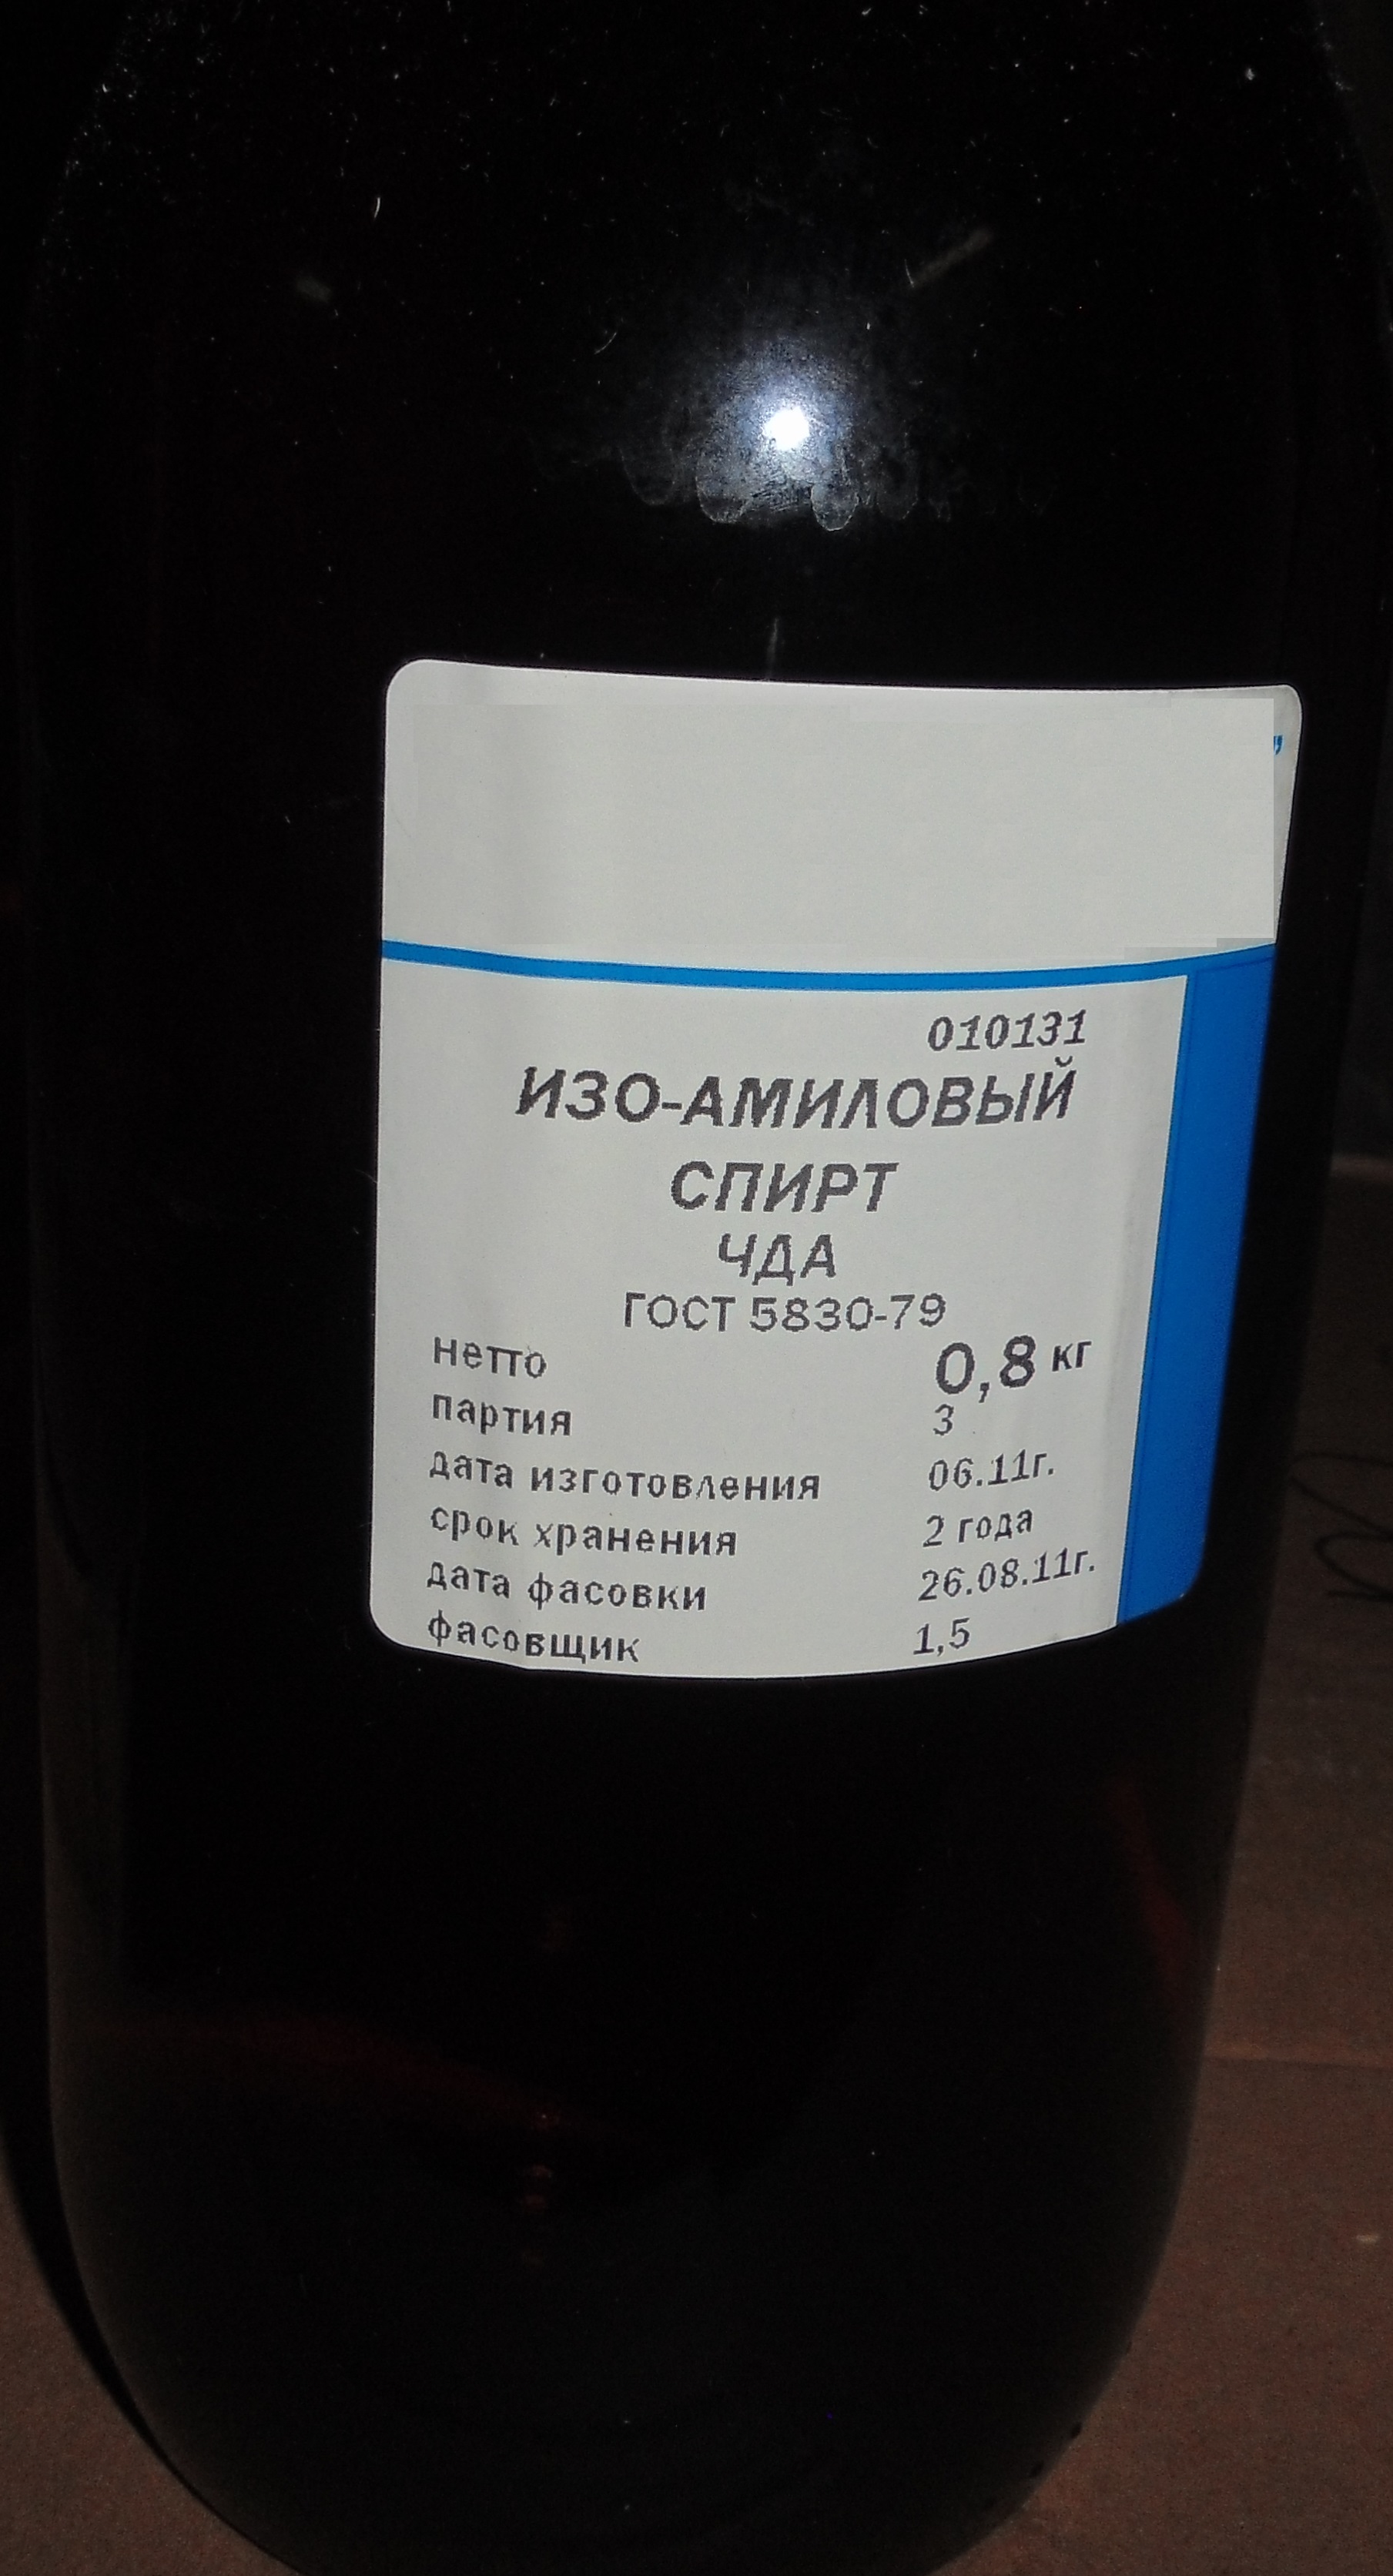 ”
010131
ИЗО-АМИЛОВЫЙ
СПИРТ
ЧДА
ГОСТ 5830-79
нетто 0,8 кг
партия 3
дата изготовления 06.11г.
срок хранения 2 года
дата фасовки 26.08.11г.
фасовщик 1,5